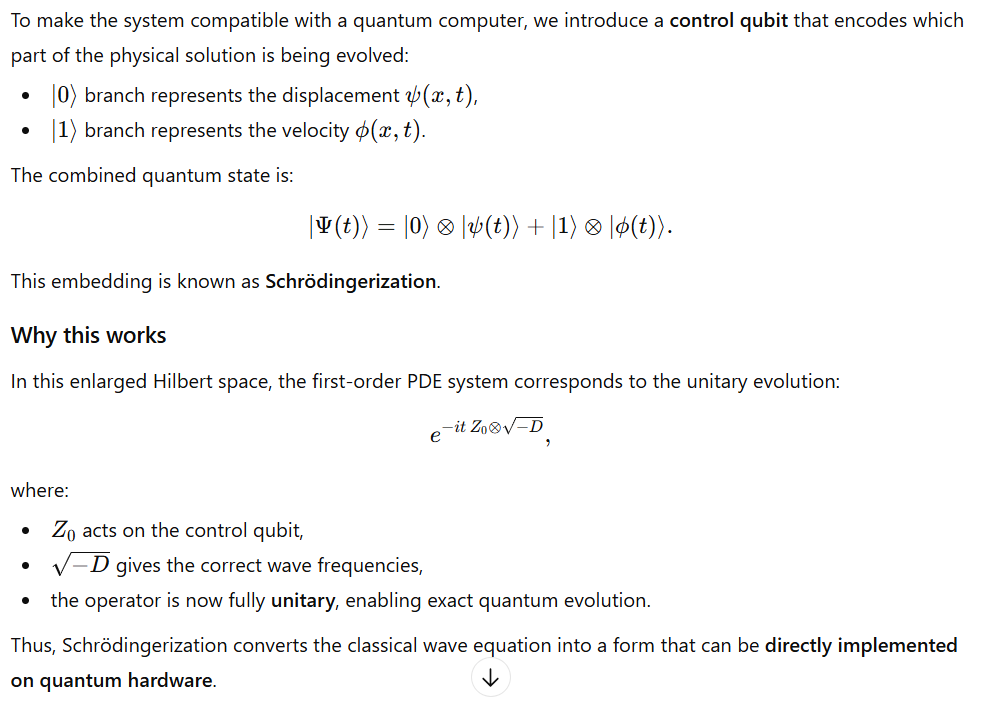 To make the system compatible with a quantum computer, we introduce a control qubit that encodes which
part of the physical solution is being evolved:
• |0⟩ branch represents the displacement ψ(x, t),
• |1⟩ branch represents the velocity ϕ(x, t).
The combined quantum state is:
|Ψ(t)⟩ = |0⟩ ⊗ |ψ(t)⟩ + |1⟩ ⊗ |ϕ(t)⟩.
This embedding is known as Schrödingerization.
Why this works
In this enlarged Hilbert space, the first-order PDE system corresponds to the unitary evolution:
e^{−it Z₀⊗√(−D)},
where:
• Z₀ acts on the control qubit,
• √(−D) gives the correct wave frequencies,
• the operator is now fully unitary, enabling exact quantum evolution.
Thus, Schrödingerization converts the classical wave equation into a form that can be directly implemented
on quantum hardware.